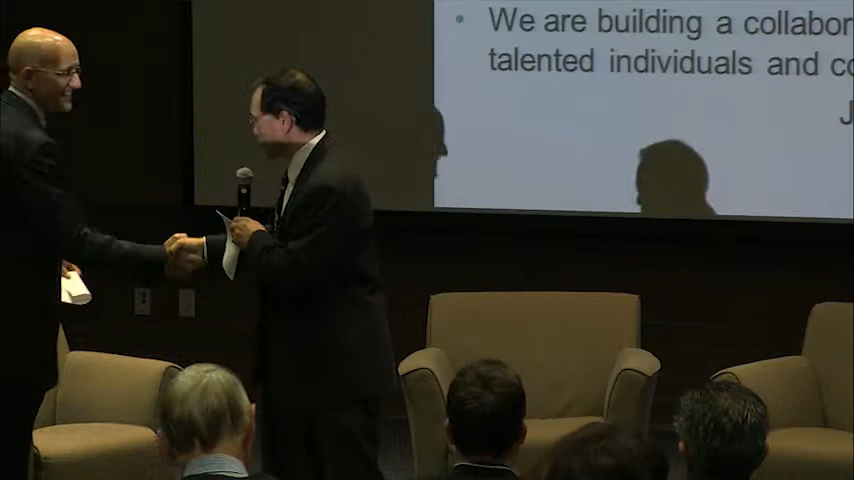 We are building a collabor
talented individuals and co
J